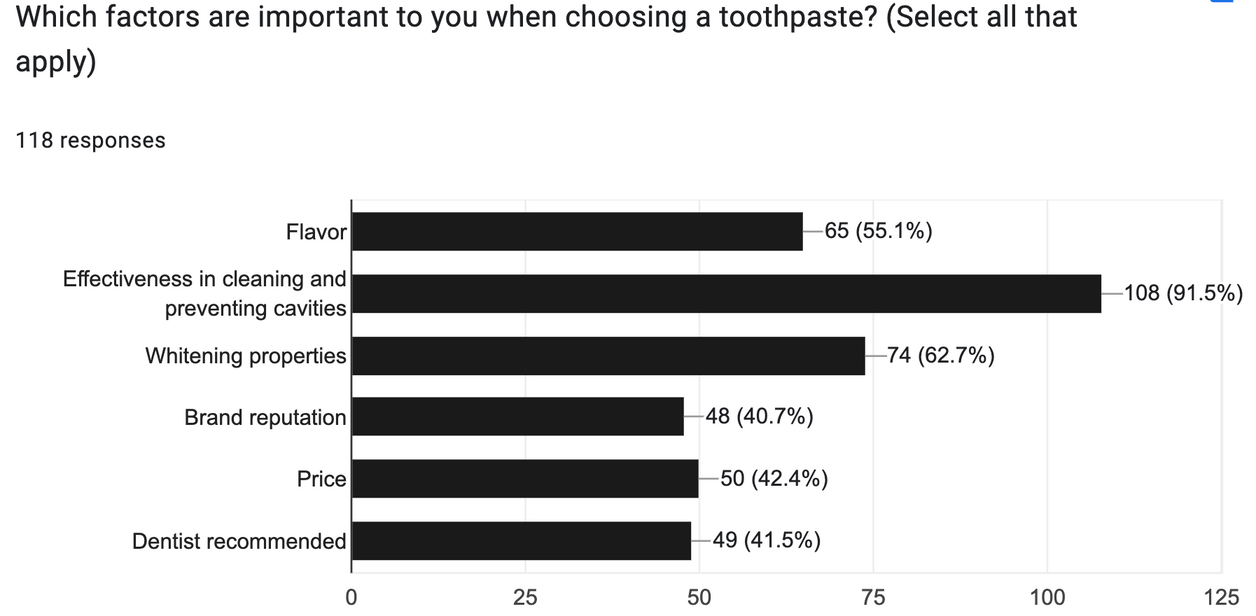 Which factors are important to you when choosing a toothpaste? (Select all that
apply)
118 responses
Flavor
65 (55.1%)
Effectiveness in cleaning and
preventing cavities
108 (91.5%)
Whitening properties
74 (62.7%)
Brand reputation
48 (40.7%)
Price
50 (42.4%)
Dentist recommended
49 (41.5%)
0 25 50 75 100 125